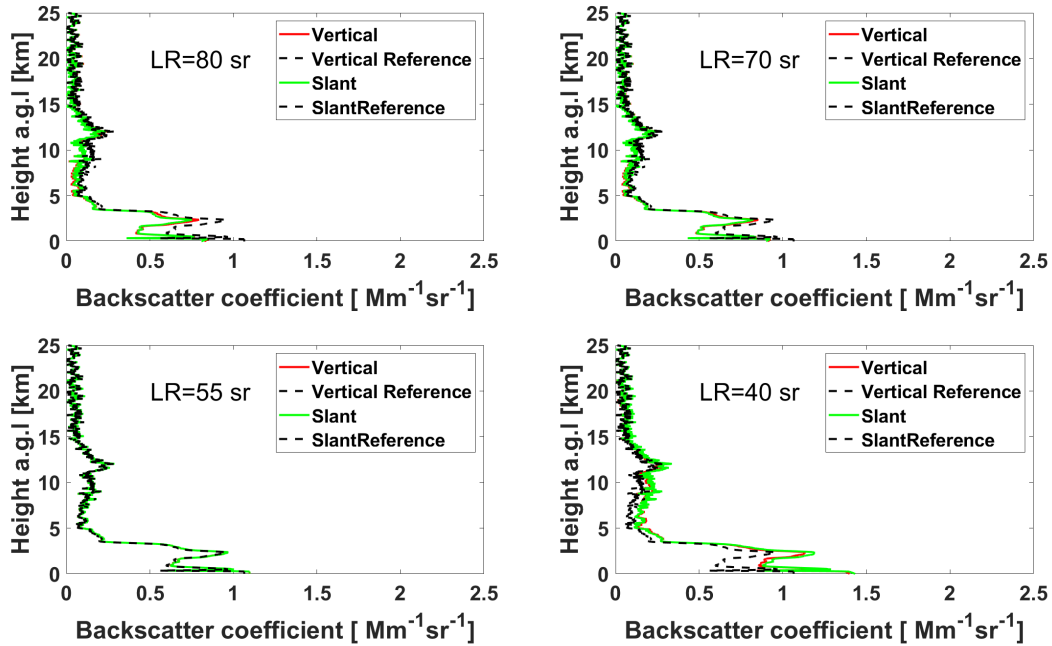 25
20
15
10
5
0
Height a.g.l [km]
LR=80 sr
Vertical
Vertical Reference
Slant
SlantReference
0 0.5 1 1.5 2 2.5
Backscatter coefficient [ Mm⁻¹sr⁻¹]
25
20
15
10
5
0
Height a.g.l [km]
LR=70 sr
Vertical
Vertical Reference
Slant
SlantReference
0 0.5 1 1.5 2 2.5
Backscatter coefficient [ Mm⁻¹sr⁻¹]
25
20
15
10
5
0
Height a.g.l [km]
LR=55 sr
Vertical
Vertical Reference
Slant
SlantReference
0 0.5 1 1.5 2 2.5
Backscatter coefficient [ Mm⁻¹sr⁻¹]
25
20
15
10
5
0
Height a.g.l [km]
LR=40 sr
Vertical
Vertical Reference
Slant
SlantReference
0 0.5 1 1.5 2 2.5
Backscatter coefficient [ Mm⁻¹sr⁻¹]